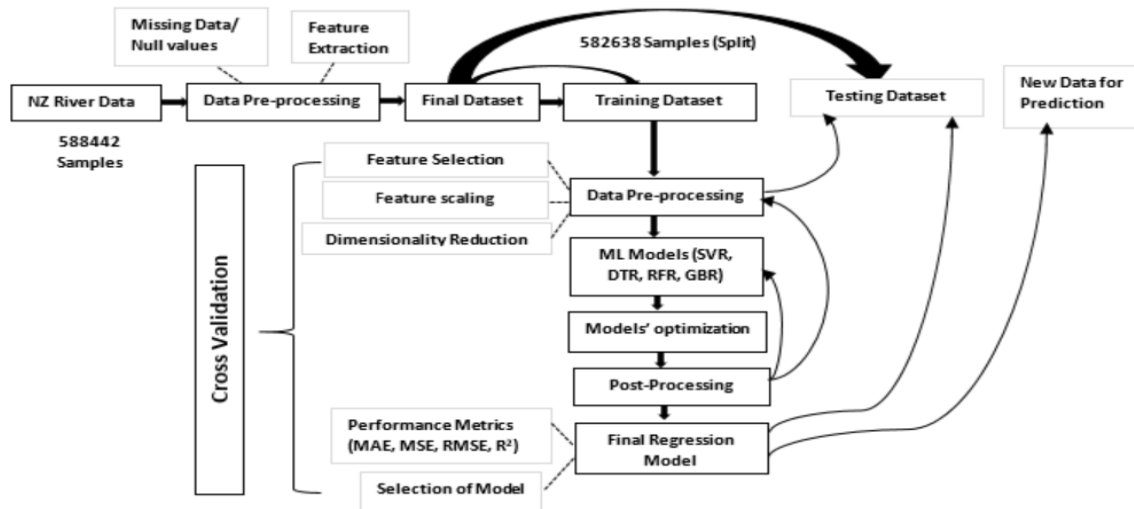 Missing Data/
Null values
Feature
Extraction
582638 Samples (Split)
NZ River Data
Data Pre-processing
Final Dataset
Training Dataset
Testing Dataset
New Data for
Prediction
588442
Samples
Cross Validation
Feature Selection
Feature scaling
Dimensionality Reduction
Data Pre-processing
ML Models (SVR,
DTR, RFR, GBR)
Models' optimization
Post-Processing
Performance Metrics
(MAE, MSE, RMSE, R²)
Final Regression
Model
Selection of Model